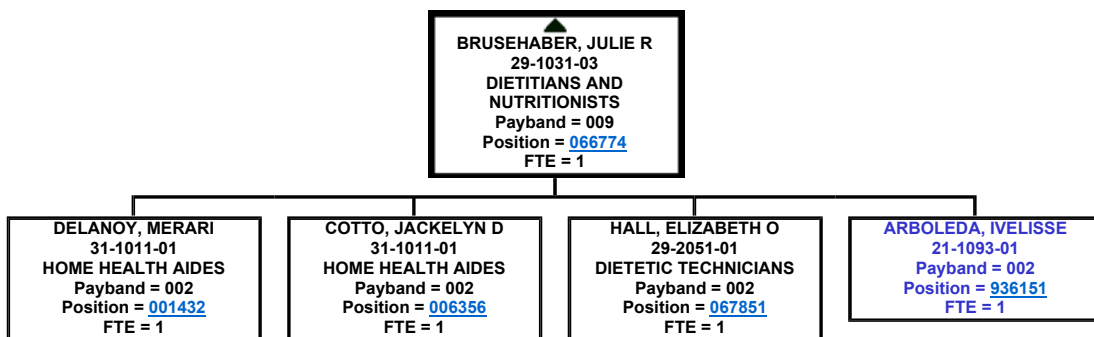 BRUSEHABER, JULIE R
29-1031-03
DIETITIANS AND
NUTRITIONISTS
Payband = 009
Position = 066774
FTE = 1
DELANOY, MERARI
31-1011-01
HOME HEALTH AIDES
Payband = 002
Position = 001432
FTE = 1
COTTO, JACKELYN D
31-1011-01
HOME HEALTH AIDES
Payband = 002
Position = 006356
FTE = 1
HALL, ELIZABETH O
29-2051-01
DIETETIC TECHNICIANS
Payband = 002
Position = 067851
FTE = 1
ARBOLEDA, IVELISSE
21-1093-01
Payband = 002
Position = 936151
FTE = 1